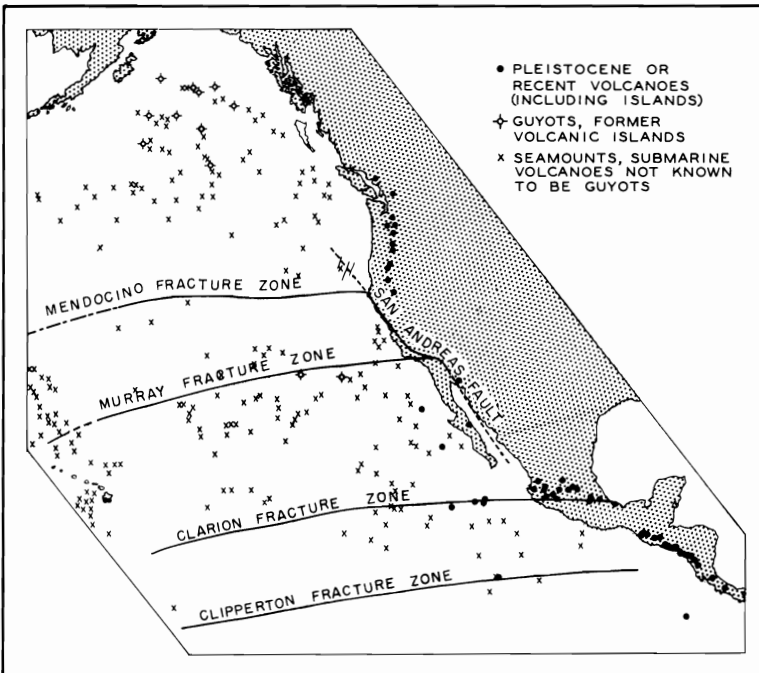 PLEISTOCENE OR
RECENT VOLCANOES
(INCLUDING ISLANDS)
GUYOTS, FORMER
VOLCANIC ISLANDS
x SEAMOUNTS, SUBMARINE
VOLCANOES NOT KNOWN
TO BE GUYOTS
MENDOCINO FRACTURE ZONE
SAN ANDREAS FAULT
MURRAY FRACTURE ZONE
CLARION FRACTURE ZONE
CLIPPERTON FRACTURE ZONE